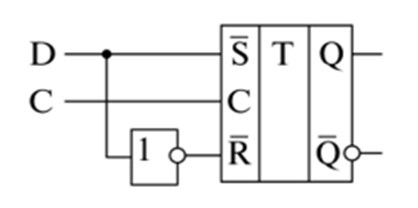 D S̅ T Q
C C
1 R̅ Q̅